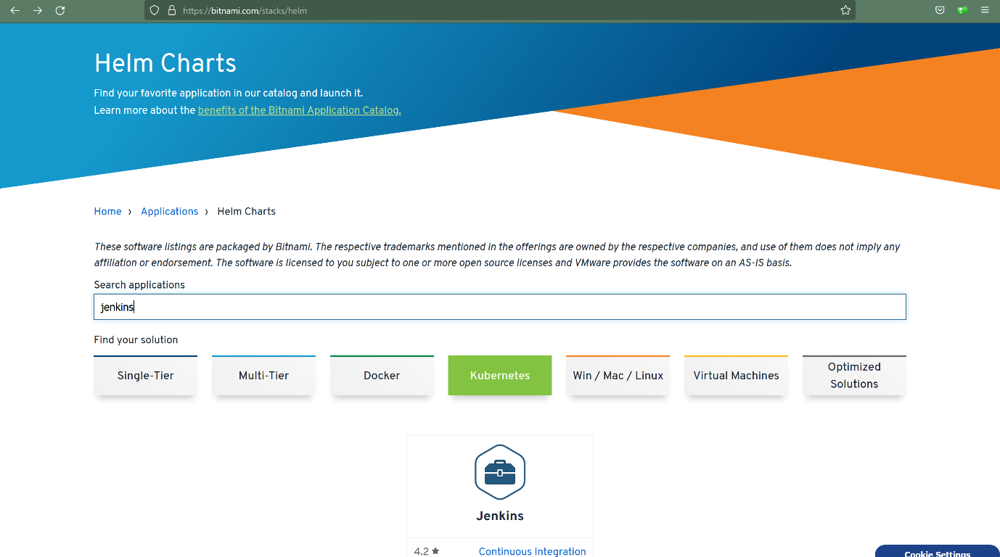 https://bitnami.com/stacks/helm
Helm Charts
Find your favorite application in our catalog and launch it.
Learn more about the benefits of the Bitnami Application Catalog.
Home › Applications › Helm Charts
These software listings are packaged by Bitnami. The respective trademarks mentioned in the offerings are owned by the respective companies, and use of them does not imply any
affiliation or endorsement. The software is licensed to you subject to one or more open source licenses and VMware provides the software on an AS-IS basis.
Search applications
jenkins
Find your solution
Single-Tier
Multi-Tier
Docker
Kubernetes
Win / Mac / Linux
Virtual Machines
Optimized
Solutions
Jenkins
4.2 ★ Continuous Integration
Cookie Settings